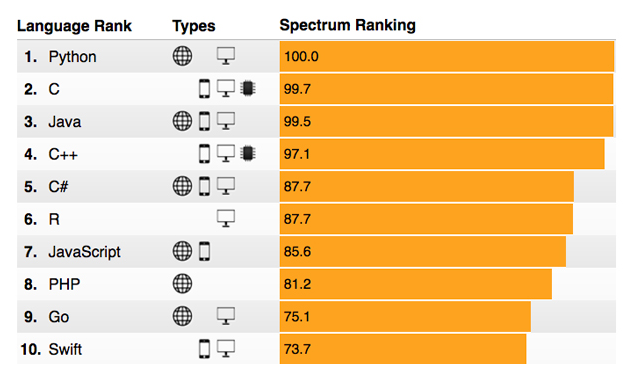 Language Rank Types Spectrum Ranking
1. Python 100.0
2. C 99.7
3. Java 99.5
4. C++ 97.1
5. C# 87.7
6. R 87.7
7. JavaScript 85.6
8. PHP 81.2
9. Go 75.1
10. Swift 73.7